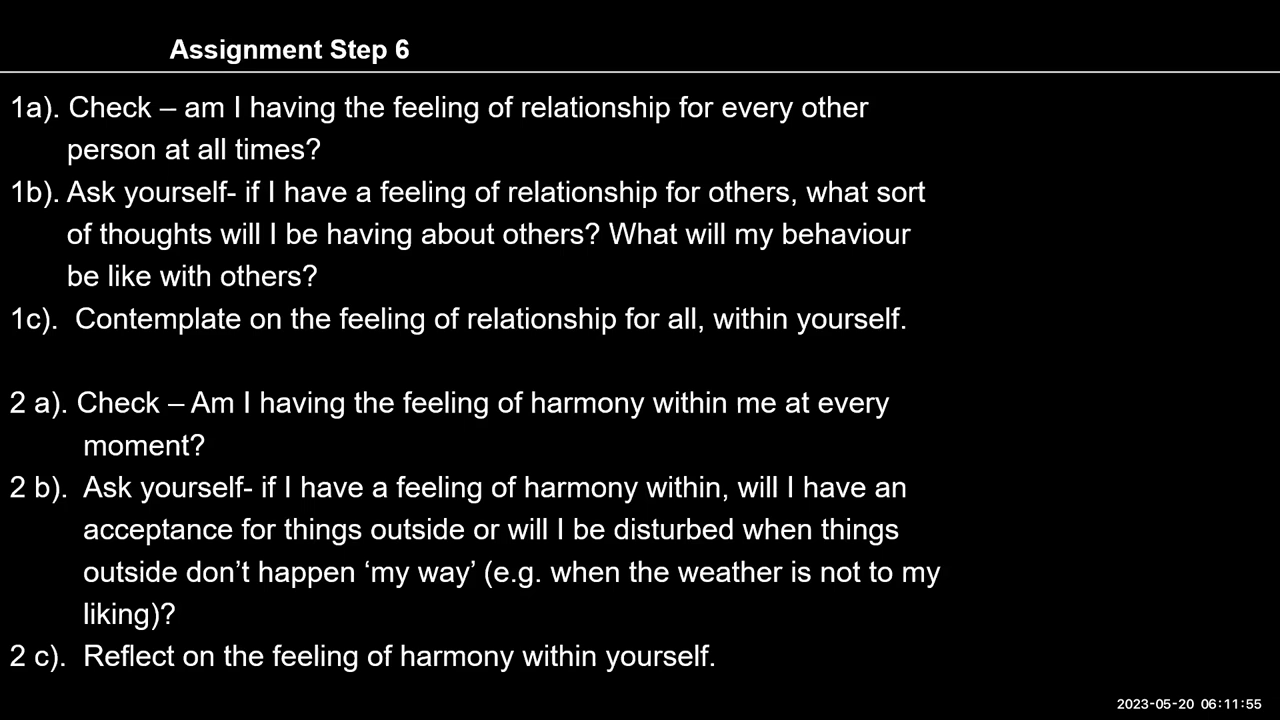 Assignment Step 6
1a). Check – am I having the feeling of relationship for every other
person at all times?
1b). Ask yourself- if I have a feeling of relationship for others, what sort
of thoughts will I be having about others? What will my behaviour
be like with others?
1c).  Contemplate on the feeling of relationship for all, within yourself.
2 a). Check – Am I having the feeling of harmony within me at every
moment?
2 b).  Ask yourself- if I have a feeling of harmony within, will I have an
acceptance for things outside or will I be disturbed when things
outside don’t happen ‘my way’ (e.g. when the weather is not to my
liking)?
2 c).  Reflect on the feeling of harmony within yourself.
2023-05-20 06:11:55